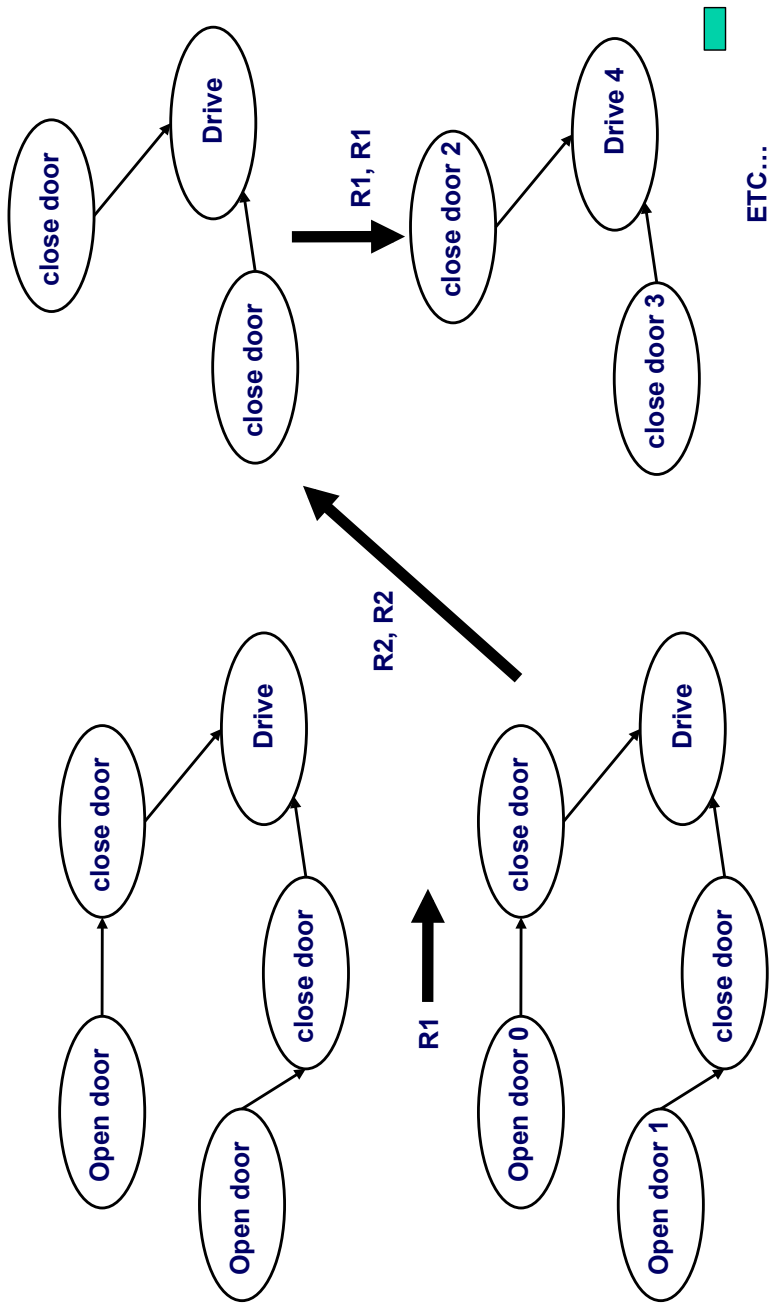 Open door
close door
Open door
close door
Drive
R1
Open door 0
close door
Open door 1
close door
Drive
R2, R2
close door
close door
Drive
R1, R1
close door 2
close door 3
Drive 4
ETC…